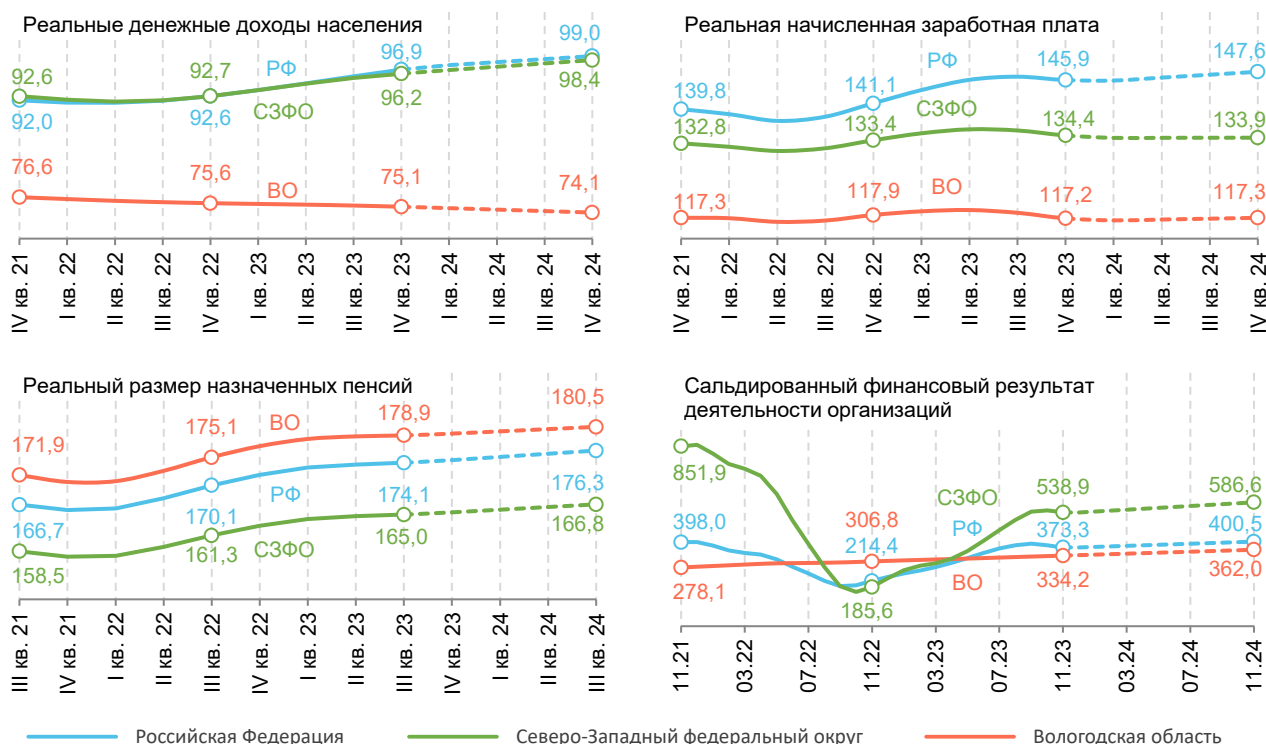 Реальные денежные доходы населения
99,0
96,9
92,6
92,7
РФ
96,2
98,4
92,0
92,6
СЗФО
76,6
75,6
ВО
75,1
74,1
IV кв. 21
I кв. 22
II кв. 22
III кв. 22
IV кв. 22
I кв. 23
II кв. 23
III кв. 23
IV кв. 23
I кв. 24
II кв. 24
III кв. 24
IV кв. 24
Реальная начисленная заработная плата
147,6
145,9
РФ
141,1
139,8
СЗФО
132,8
133,4
134,4
133,9
117,3
117,9
ВО
117,2
117,3
IV кв. 21
I кв. 22
II кв. 22
III кв. 22
IV кв. 22
I кв. 23
II кв. 23
III кв. 23
IV кв. 23
I кв. 24
II кв. 24
III кв. 24
IV кв. 24
Реальный размер назначенных пенсий
180,5
178,9
ВО
175,1
171,9
176,3
РФ
174,1
170,1
166,7
СЗФО
161,3
165,0
166,8
158,5
III кв. 21
IV кв. 21
I кв. 22
II кв. 22
III кв. 22
IV кв. 22
I кв. 23
II кв. 23
III кв. 23
IV кв. 23
I кв. 24
II кв. 24
III кв. 24
Сальдированный финансовый результат
деятельности организаций
851,9
СЗФО
538,9
586,6
398,0
306,8
РФ
214,4
373,3
400,5
278,1
185,6
ВО
334,2
362,0
11.21
03.22
07.22
11.22
03.23
07.23
11.23
03.24
07.24
11.24
Российская Федерация
Северо-Западный федеральный округ
Вологодская область